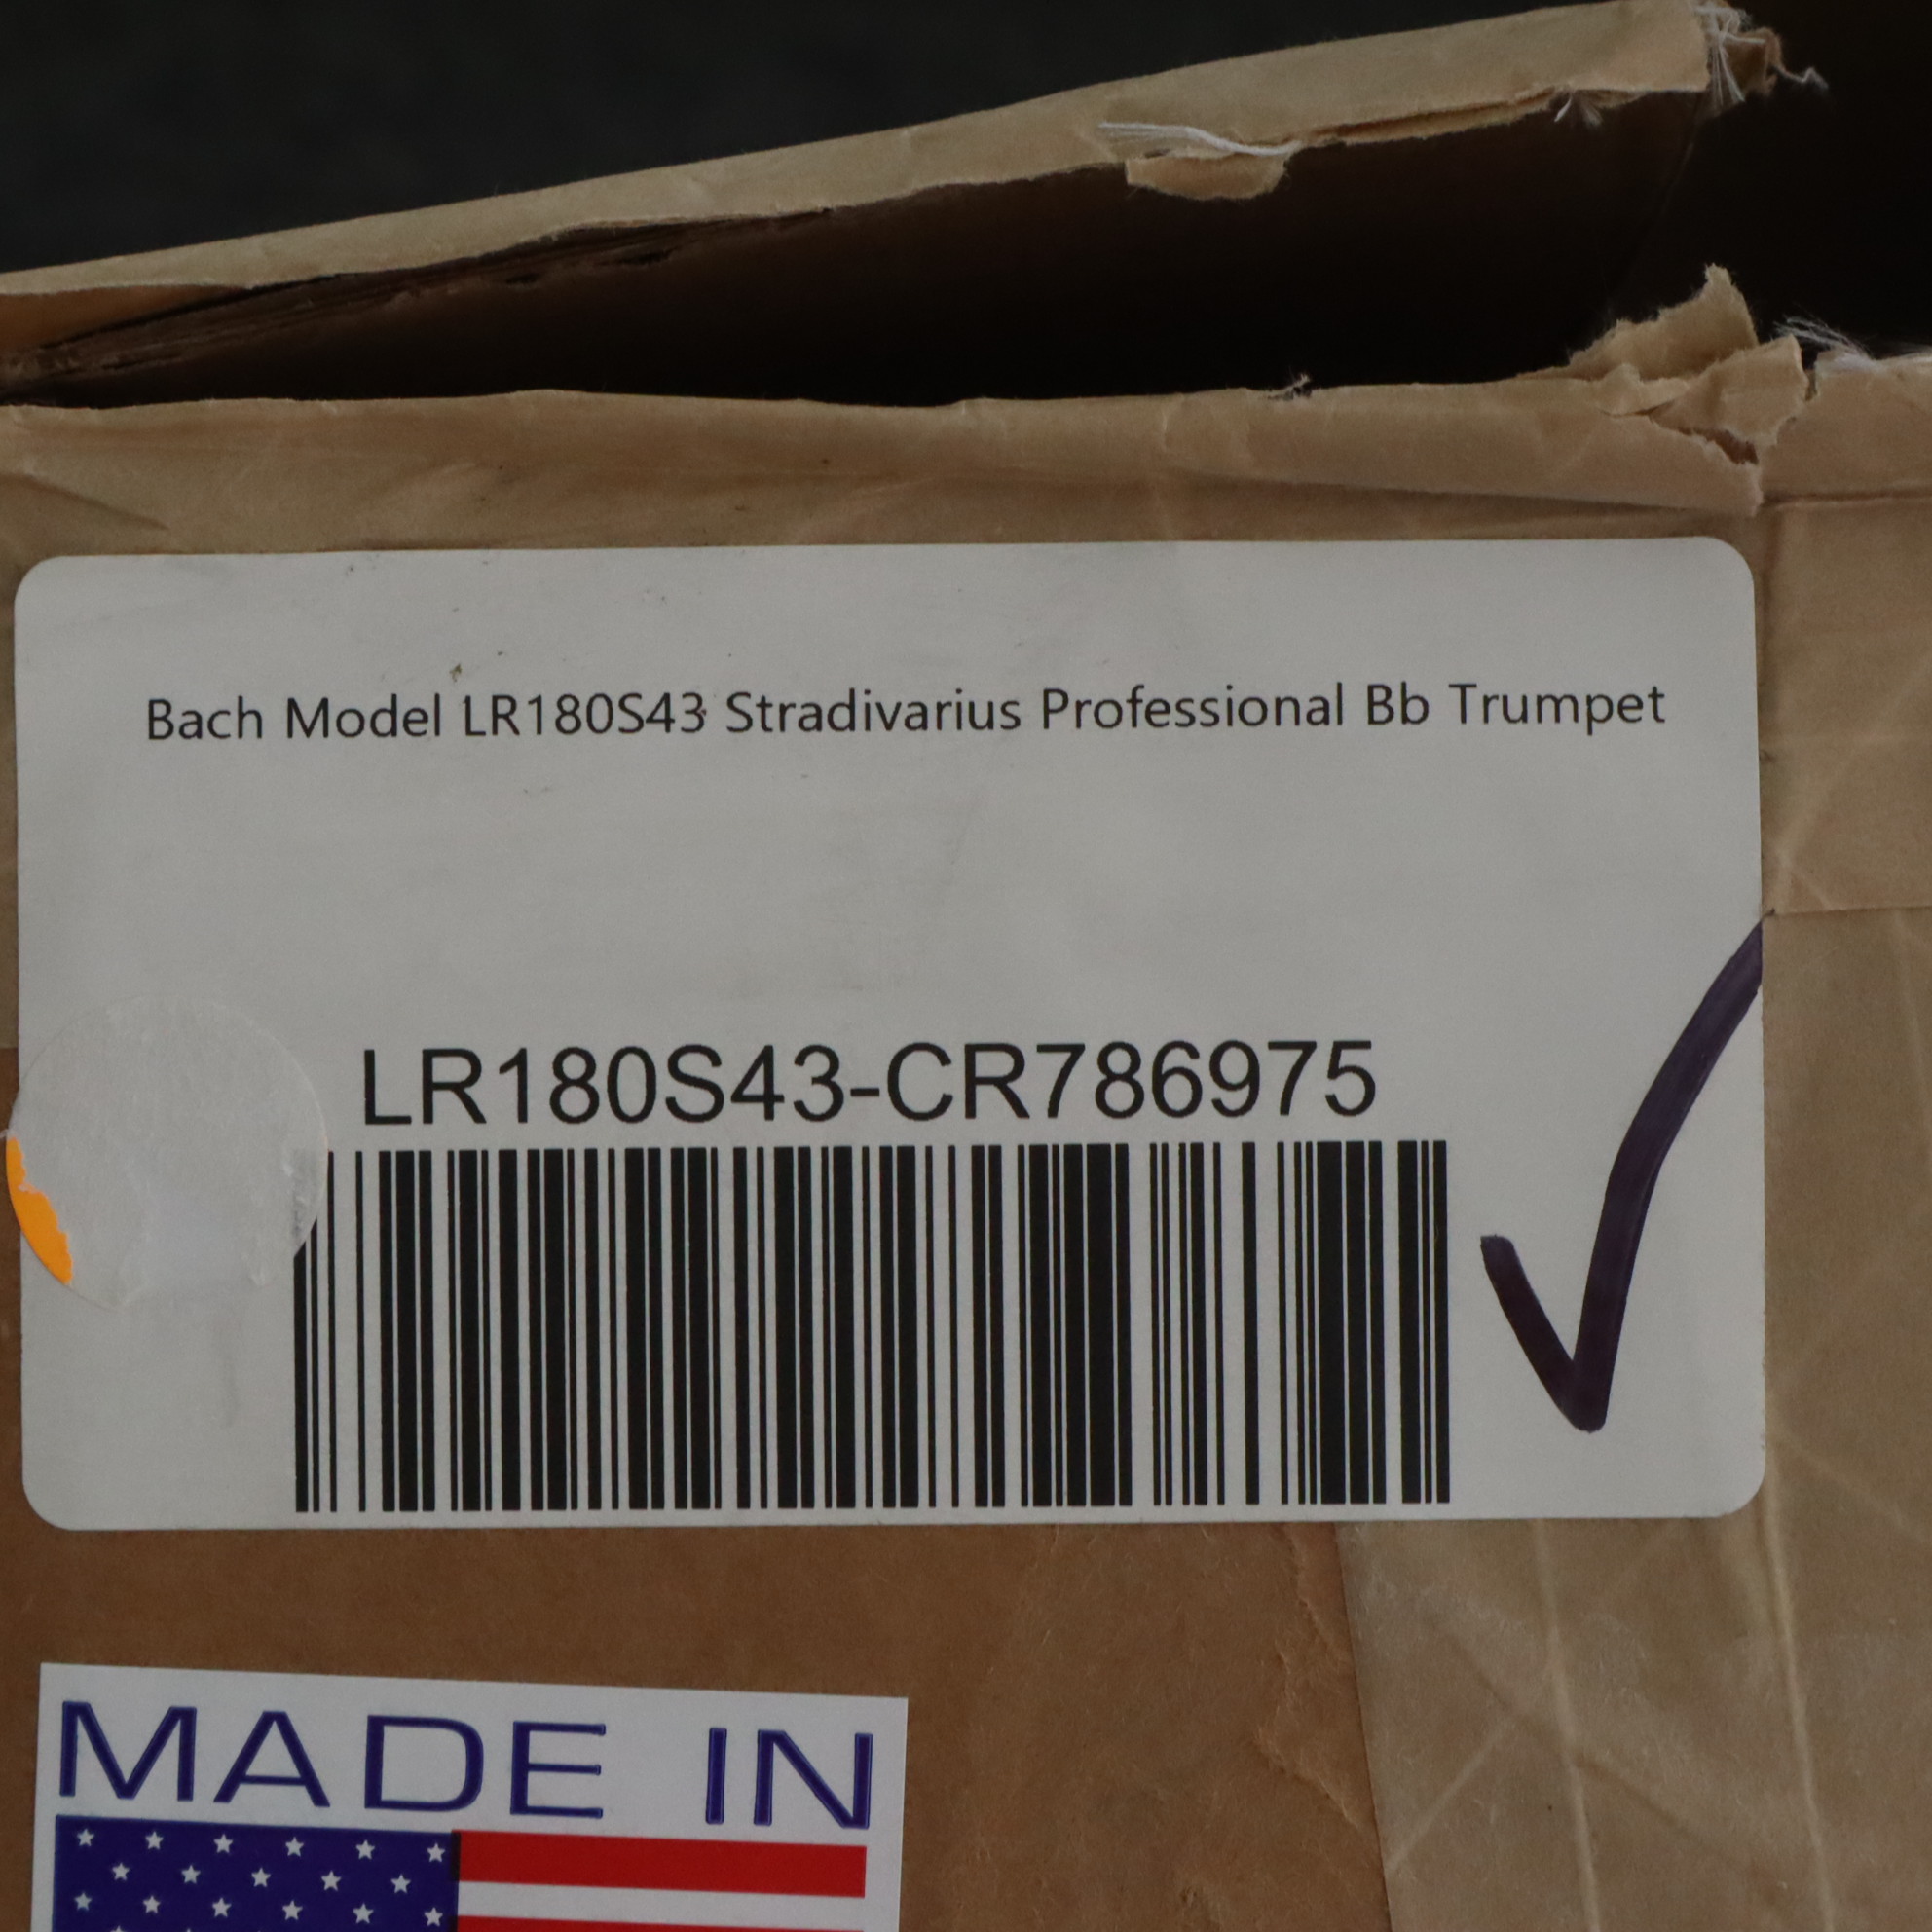 Bach Model LR180S43 Stradivarius Professional Bb Trumpet
LR180S43-CR786975
MADE IN